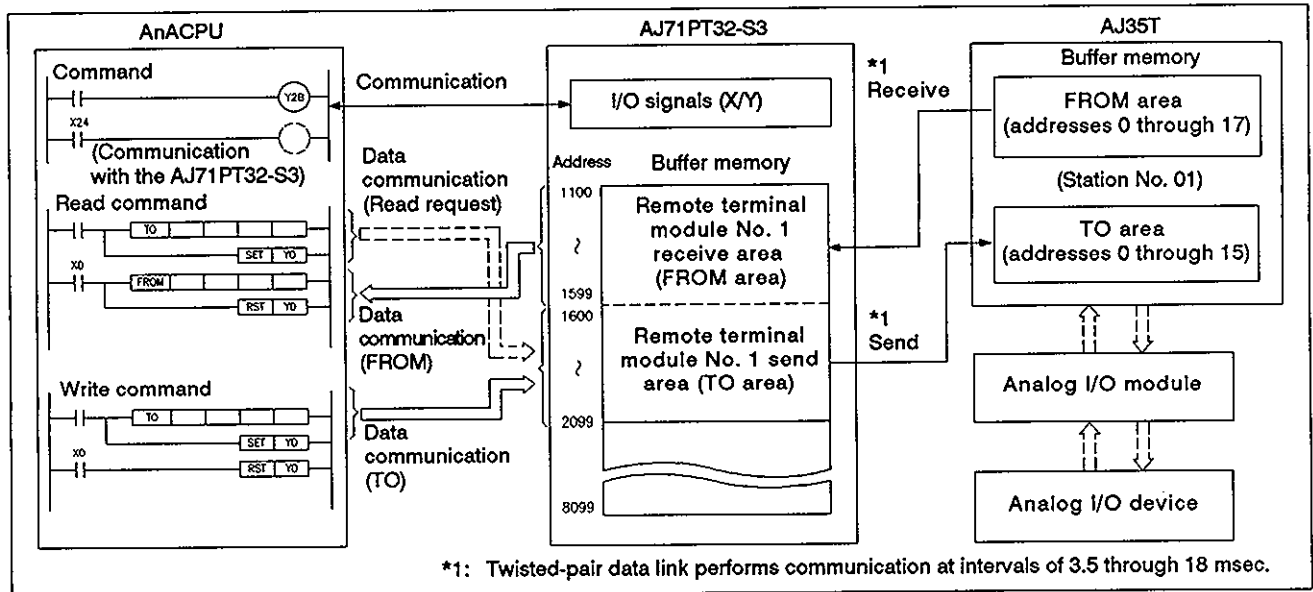 AnACPU
Command
Y28
X24
(Communication
with the AJ71PT32-S3)
Read command
TO
SET Y0
X0
FROM
RST Y0
Write command
TO
SET Y0
X0
RST Y0
Communication
Data
communication
(Read request)
Data
communication
(FROM)
Data
communication
(TO)
AJ71PT32-S3
I/O signals (X/Y)
Address
Buffer memory
1100
~
1599
Remote terminal
module No. 1
receive area
(FROM area)
1600
~
2099
Remote terminal
module No. 1 send
area (TO area)
8099
*1
Receive
*1
Send
AJ35T
Buffer memory
FROM area
(addresses 0 through 17)
(Station No. 01)
TO area
(addresses 0 through 15)
Analog I/O module
Analog I/O device
*1: Twisted-pair data link performs communication at intervals of 3.5 through 18 msec.